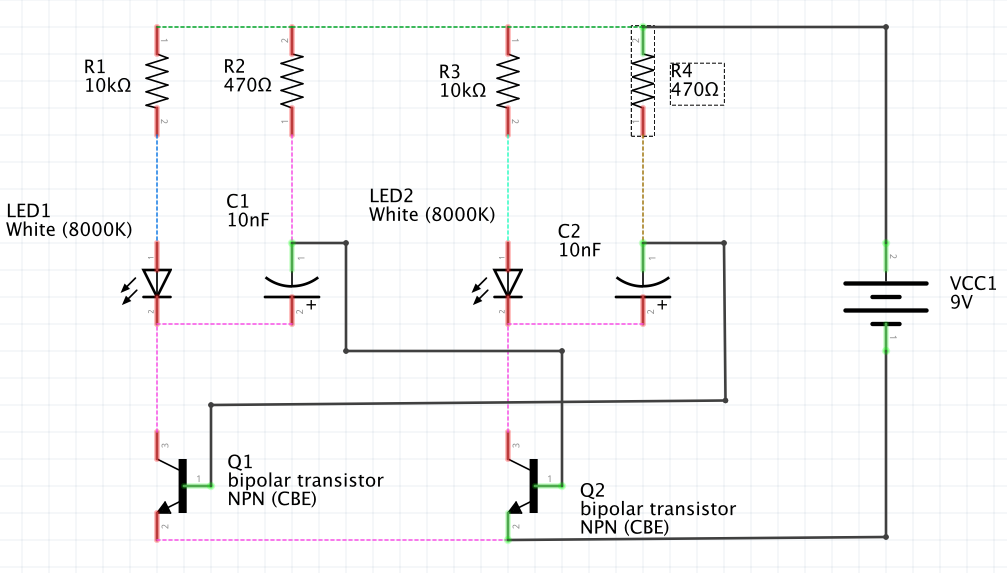 R1
10kΩ
R2
470Ω
R3
10kΩ
R4
470Ω
1
2
2
1
1
2
2
1
LED1
White (8000K)
C1
10nF
LED2
White (8000K)
C2
10nF
VCC1
9V
1
2
1
2
+
1
2
1
2
+
2
1
Q1
bipolar transistor
NPN (CBE)
3
1
2
Q2
bipolar transistor
NPN (CBE)
3
1
2